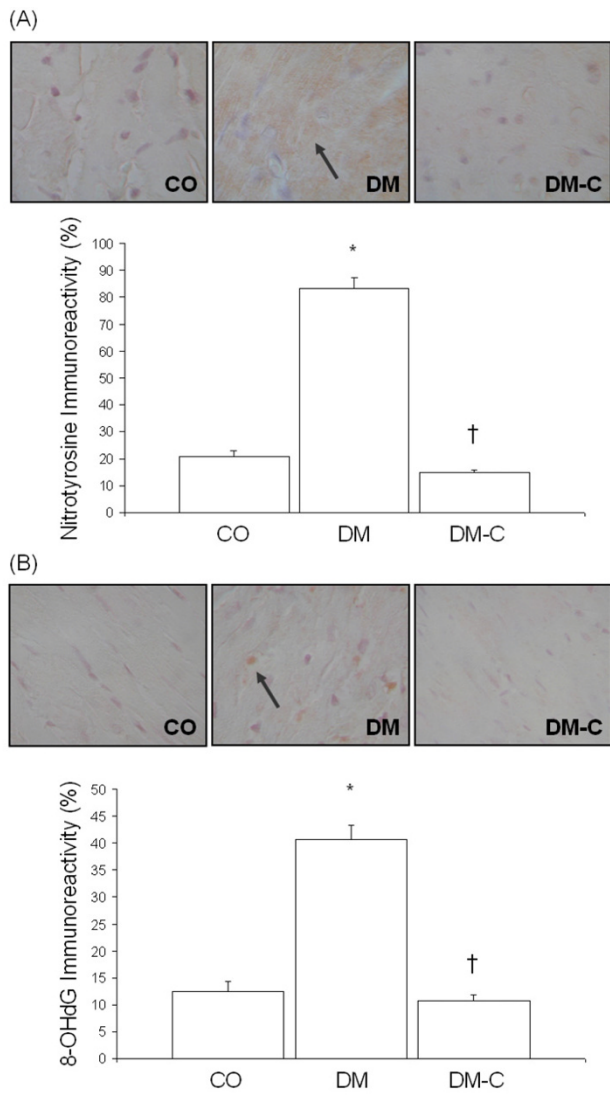 (A)
CO
DM
DM-C
Nitrotyrosine Immunoreactivity (%)
100
90
80
70
60
50
40
30
20
10
0
*
†
CO
DM
DM-C
(B)
CO
DM
DM-C
8-OHdG Immunoreactivity (%)
50
45
40
35
30
25
20
15
10
5
0
*
†
CO
DM
DM-C